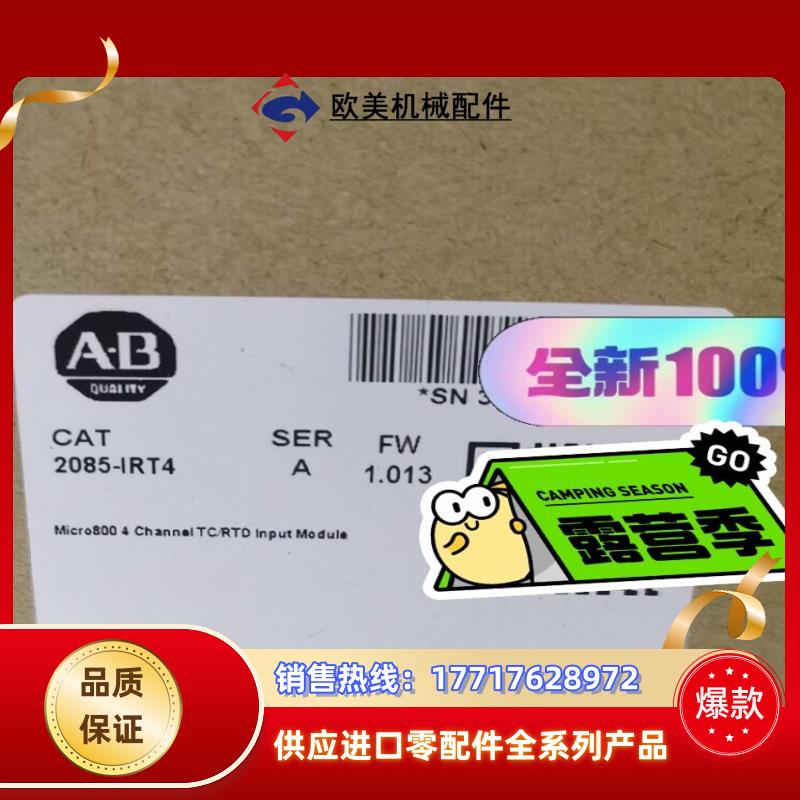 欧美机械配件
A-B
QUALITY
*SN 3
全新100%
CAT
2085-IRT4
SER
A
FW
1.013
Micro800 4 Channel TC/RTD Input Module
GO
CAMPING SEASON
露营季
品质
保证
销售热线：17717628972
供应进口零配件全系列产品
爆款